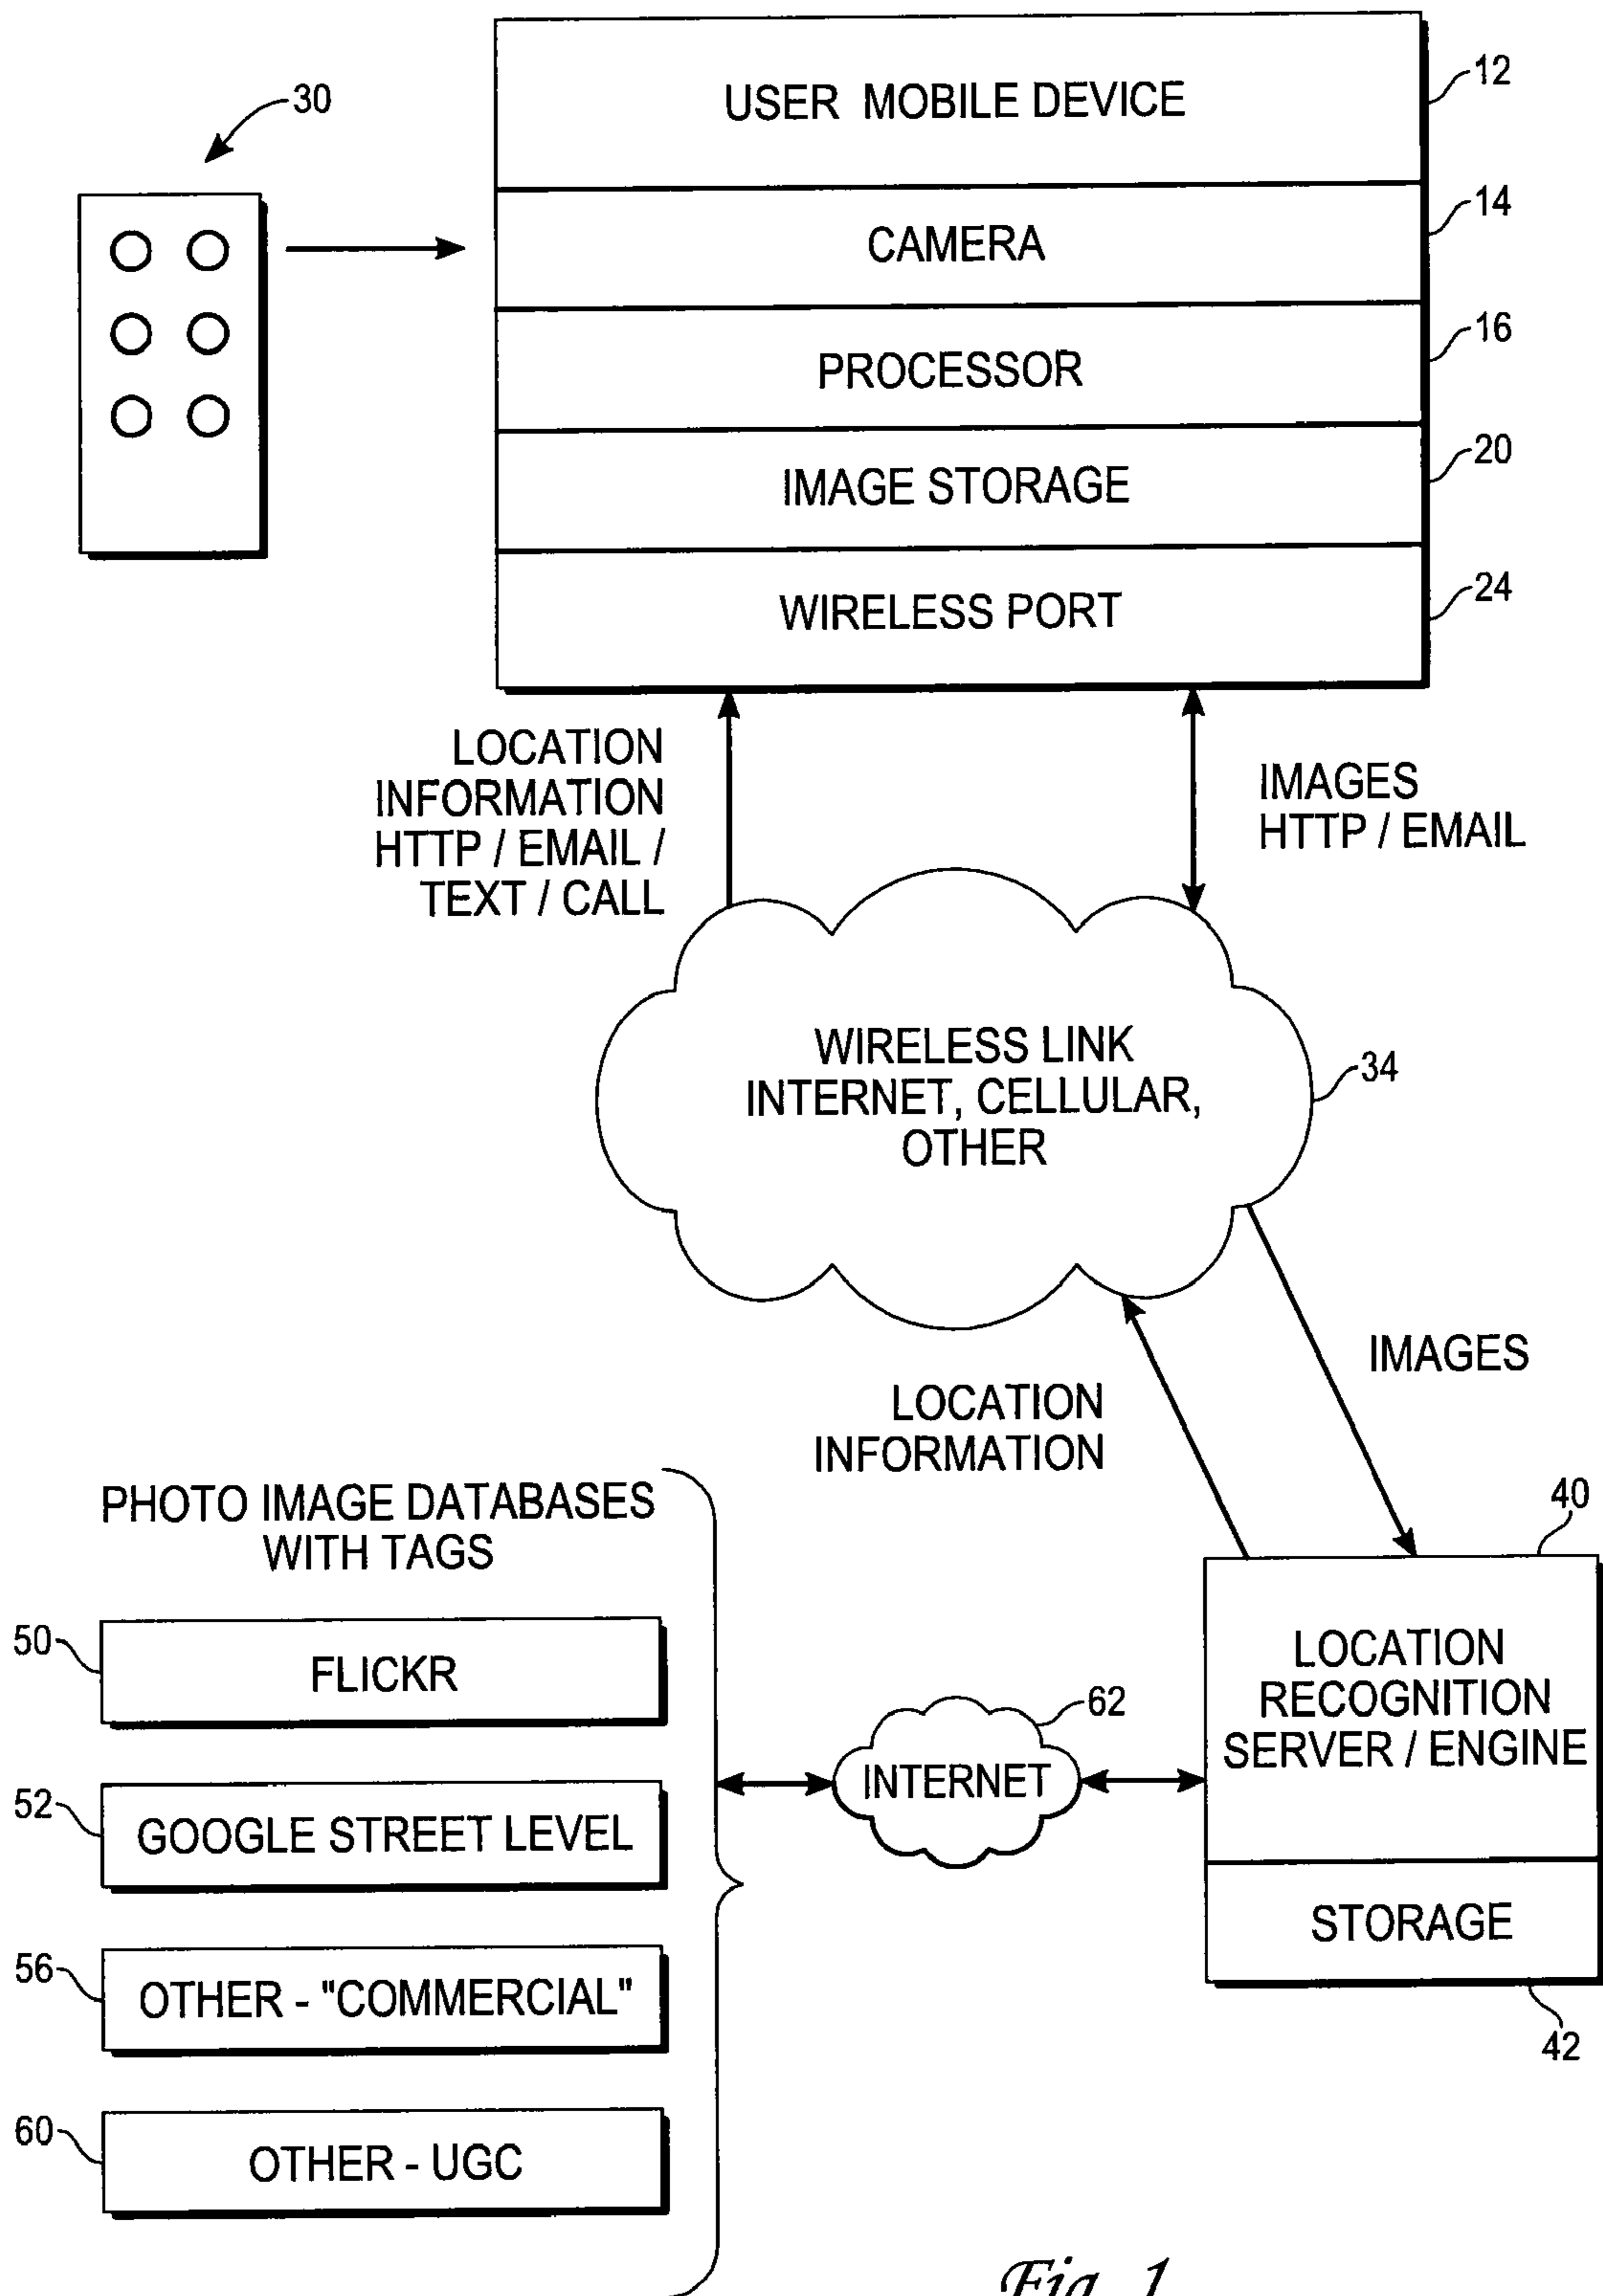 30
USER MOBILE DEVICE
12
CAMERA
14
PROCESSOR
16
IMAGE STORAGE
20
WIRELESS PORT
24
LOCATION
INFORMATION
HTTP / EMAIL /
TEXT / CALL
IMAGES
HTTP / EMAIL
WIRELESS LINK
INTERNET, CELLULAR,
OTHER
34
IMAGES
LOCATION
INFORMATION
PHOTO IMAGE DATABASES
WITH TAGS
50
FLICKR
52
GOOGLE STREET LEVEL
56
OTHER - "COMMERCIAL"
60
OTHER - UGC
62
INTERNET
40
LOCATION
RECOGNITION
SERVER / ENGINE
STORAGE
42
Fig. 1